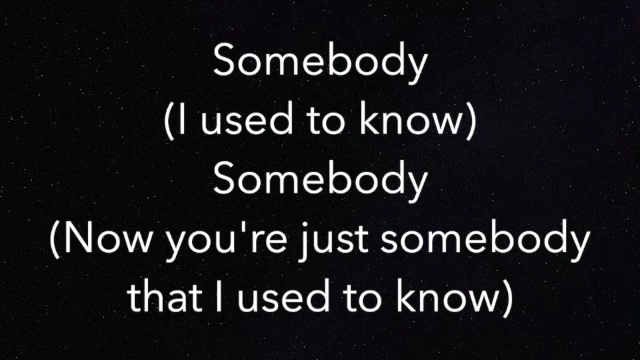 Somebody
(I used to know)
Somebody
(Now you're just somebody
that I used to know)